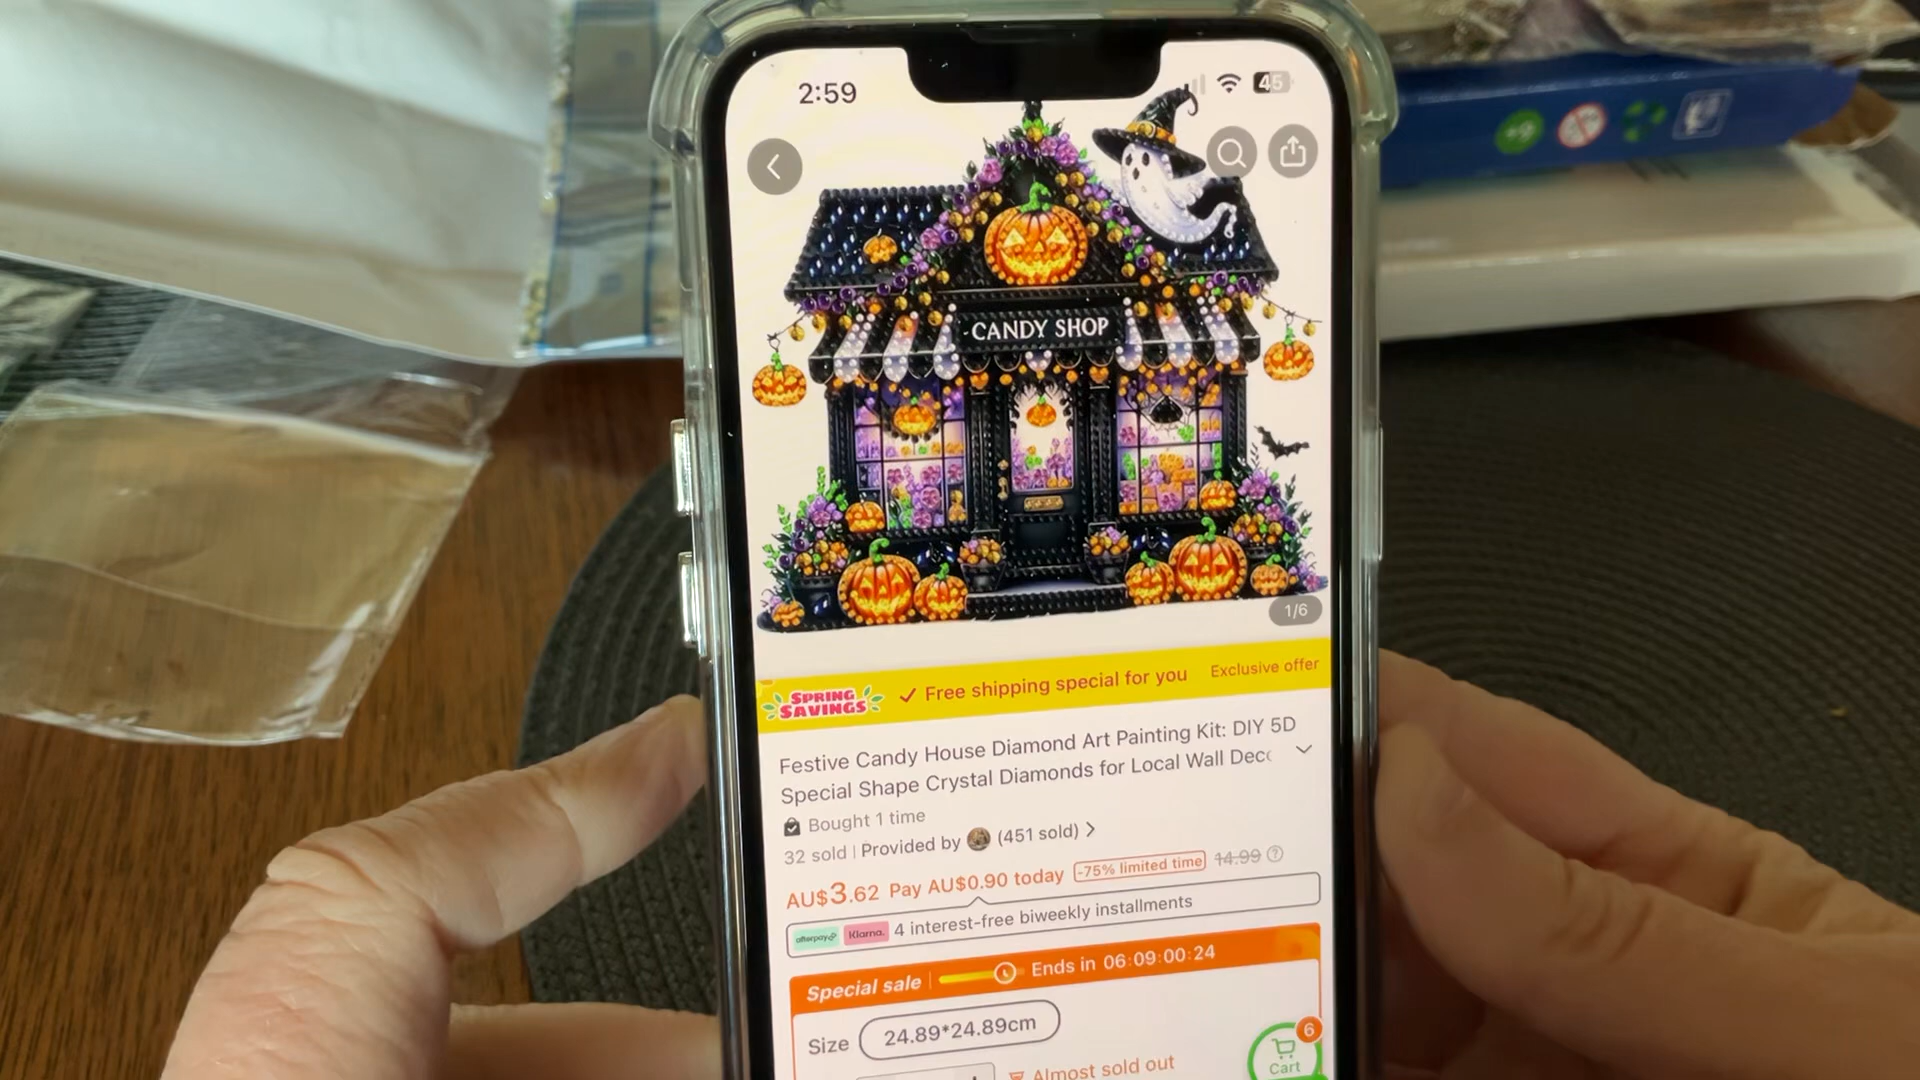 2:59
45
CANDY SHOP
1/6
SPRING
SAVINGS
✓ Free shipping special for you
Exclusive offer
Festive Candy House Diamond Art Painting Kit: DIY 5D
Special Shape Crystal Diamonds for Local Wall Deco
Bought 1 time
32 sold | Provided by (451 sold) >
AU$3.62 Pay AU$0.90 today -75% limited time 14.99
afterpay Klarna. 4 interest-free biweekly installments
Special sale | Ends in 06:09:00:24
Size 24.89*24.89cm
6
Almost sold out
Cart